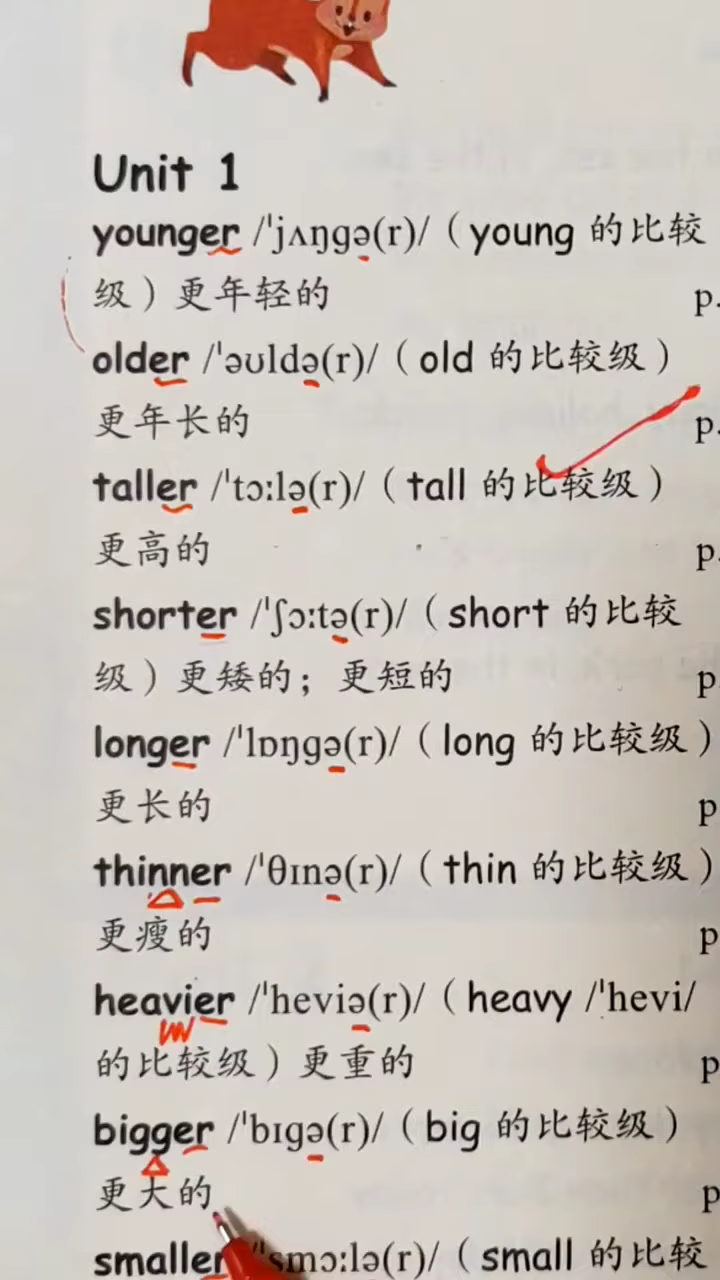 Unit 1
younger /ˈjʌŋɡə(r)/（young 的比较
级）更年轻的 p.
older /ˈəʊldə(r)/（old 的比较级）
更年长的 p.
taller /ˈtɔːlə(r)/（tall 的比较级）
更高的 p.
shorter /ˈʃɔːtə(r)/（short 的比较
级）更矮的；更短的 p
longer /ˈlɒŋɡə(r)/（long 的比较级）
更长的 p
thinner /ˈθɪnə(r)/（thin 的比较级）
更瘦的 p
heavier /ˈheviə(r)/（heavy /ˈhevi/
的比较级）更重的 p
bigger /ˈbɪɡə(r)/（big 的比较级）
更大的 p
smaller /ˈsmɔːlə(r)/（small 的比较